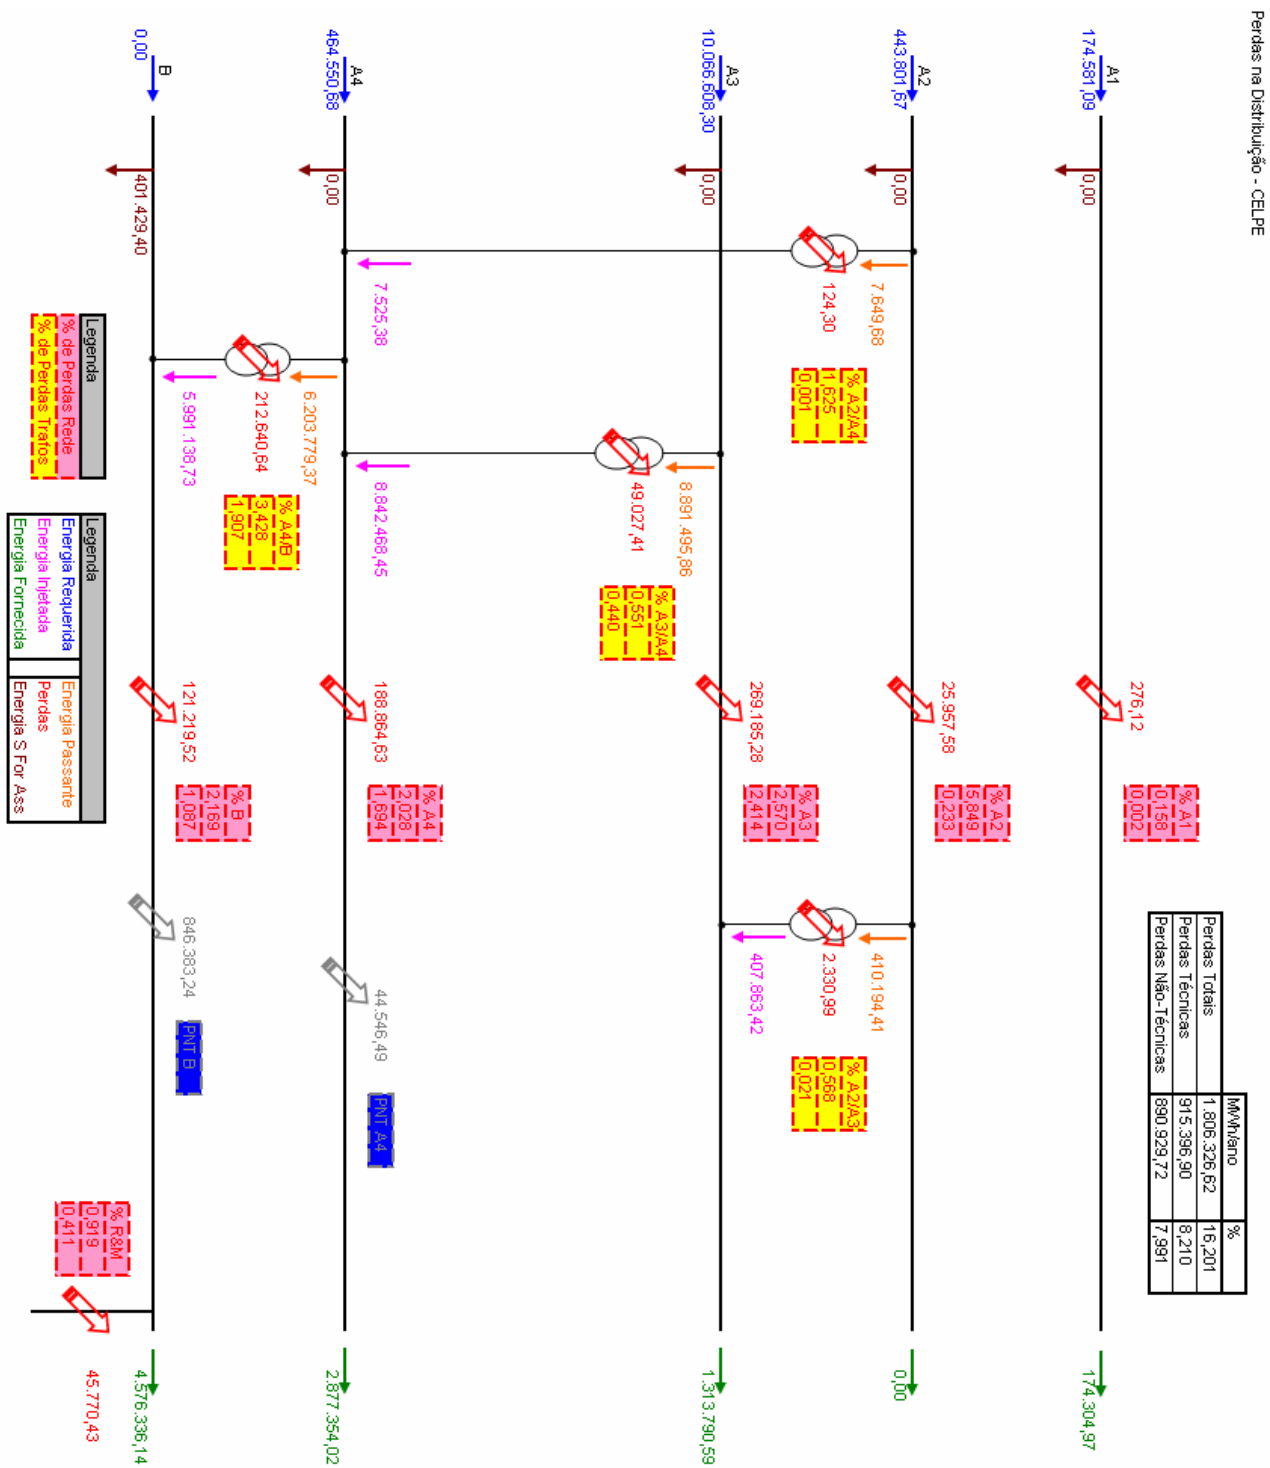 Perdas na Distribuição - CELPE
MWh/ano %
Perdas Totais 1.806.326,62 16,201
Perdas Técnicas 915.396,90 8,210
Perdas Não-Técnicas 890.929,72 7,991
A1
174.581,09
0,00
276,12
% A1
0,158
0,002
174.304,97
A2
443.801,67
0,00
7.649,68
124,30
% A2/A4
1,625
0,001
25.957,58
% A2
5,849
0,233
410.194,41
2.330,99
% A2/A3
0,568
0,021
407.863,42
0,00
A3
10.066.608,30
0,00
8.891.495,86
49.027,41
% A3/A4
0,551
0,440
269.185,28
% A3
2,570
2,414
1.313.790,59
A4
464.550,68
0,00
7.525,38
8.842.468,45
6.203.779,37
212.640,64
% A4/B
3,428
1,907
188.864,63
% A4
2,028
1,694
44.546,49
PNT A4
2.877.354,02
B
0,00
401.429,40
5.991.138,73
121.219,52
% B
2,169
1,087
846.383,24
PNT B
4.576.336,14
% R&M
0,919
0,411
45.770,43
Legenda
% de Perdas Rede
% de Perdas Trafos
Legenda
Energia Requerida Energia Passante
Energia Injetada Perdas
Energia Fornecida Energia S For Ass